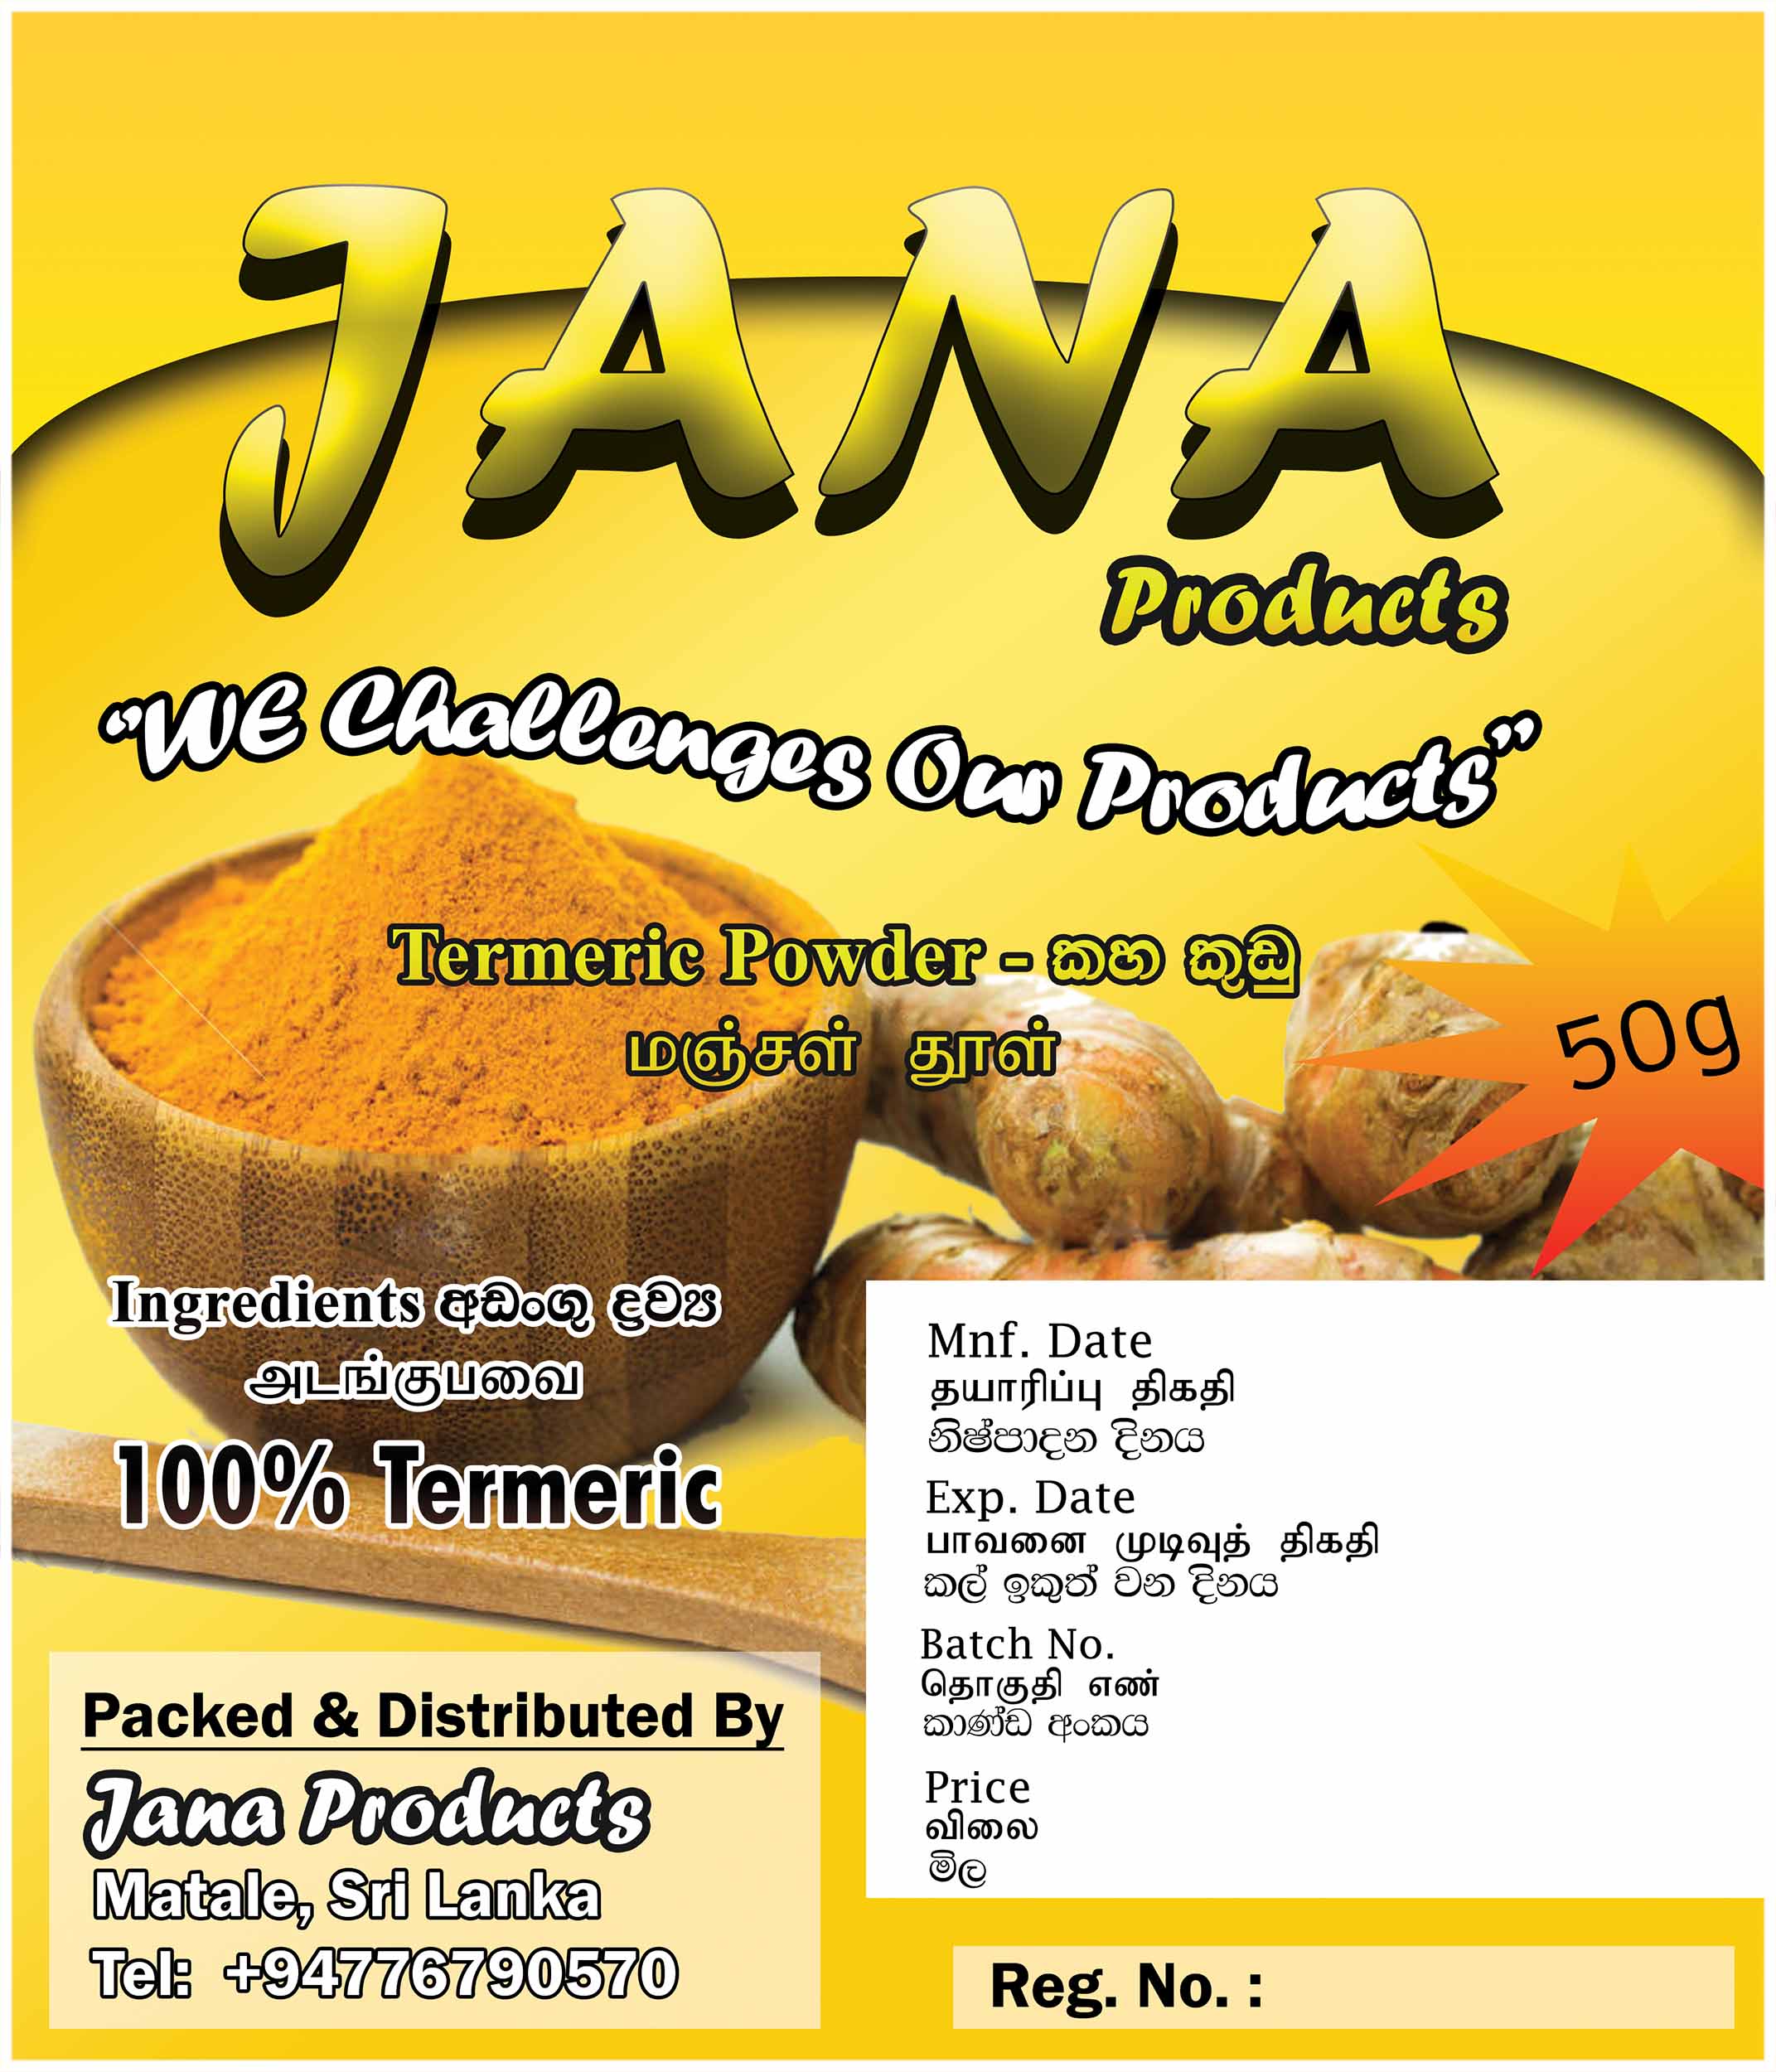 JANA
Products
“WE Challenges Our Products”
Termeric Powder - කහ කුඩු
மஞ்சள் தூள்
50g
Ingredients අඩංගු ද්‍රව්‍ය
அடங்குபவை
100% Termeric
Mnf. Date
தயாரிப்பு திகதி
නිෂ්පාදන දිනය
Exp. Date
பாவனை முடிவுத் திகதி
කල් ඉකුත් වන දිනය
Batch No.
தொகுதி எண்
කාණ්ඩ අංකය
Price
விலை
මිල
Packed & Distributed By
Jana Products
Matale, Sri Lanka
Tel: +94776790570
Reg. No. :